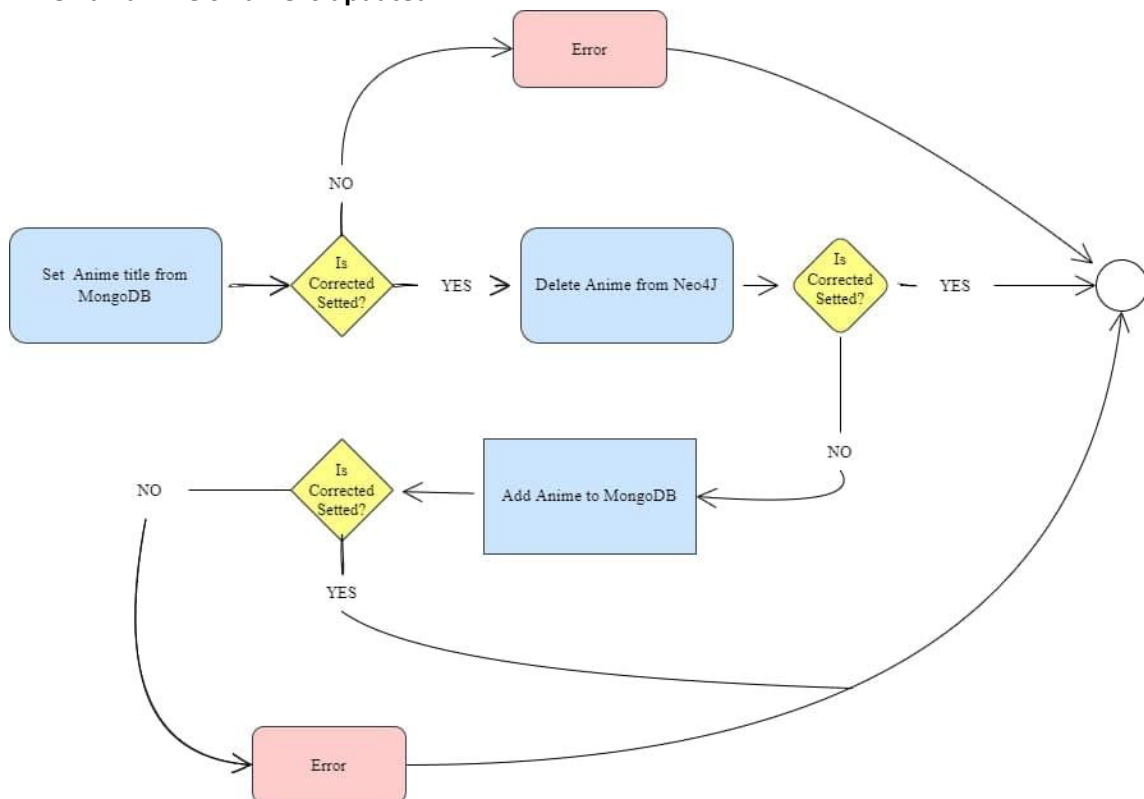 Error
NO
Set Anime title from
MongoDB
Is
Corrected
Setted?
YES
Delete Anime from Neo4J
Is
Corrected
Setted?
YES
NO
Add Anime to MongoDB
Is
Corrected
Setted?
NO
YES
Error